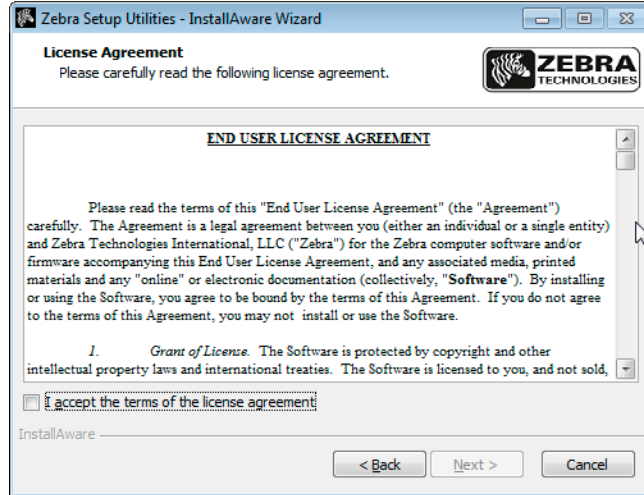 Zebra Setup Utilities - InstallAware Wizard
License Agreement
Please carefully read the following license agreement.
ZEBRA
TECHNOLOGIES
END USER LICENSE AGREEMENT
Please read the terms of this "End User License Agreement" (the "Agreement")
carefully. The Agreement is a legal agreement between you (either an individual or a single entity)
and Zebra Technologies International, LLC ("Zebra") for the Zebra computer software and/or
firmware accompanying this End User License Agreement, and any associated media, printed
materials and any "online" or electronic documentation (collectively, "Software"). By installing
or using the Software, you agree to be bound by the terms of this Agreement. If you do not agree
to the terms of this Agreement, you may not install or use the Software.
1. Grant of License. The Software is protected by copyright and other
intellectual property laws and international treaties. The Software is licensed to you, and not sold,
I accept the terms of the license agreement
InstallAware
< Back Next > Cancel